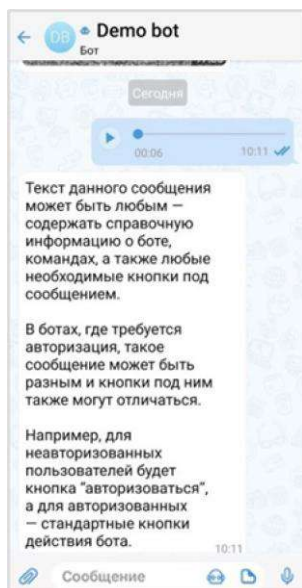 DB
Demo bot
Бот
Сегодня
00:06
10:11
Текст данного сообщения
может быть любым —
содержать справочную
информацию о боте,
командах, а также любые
необходимые кнопки под
сообщением.
В ботах, где требуется
авторизация, такое
сообщение может быть
разным и кнопки под ним
также могут отличаться.
Например, для
неавторизованных
пользователей будет
кнопка “авторизоваться”,
а для авторизованных
— стандартные кнопки
действия бота.
10:11
Сообщение